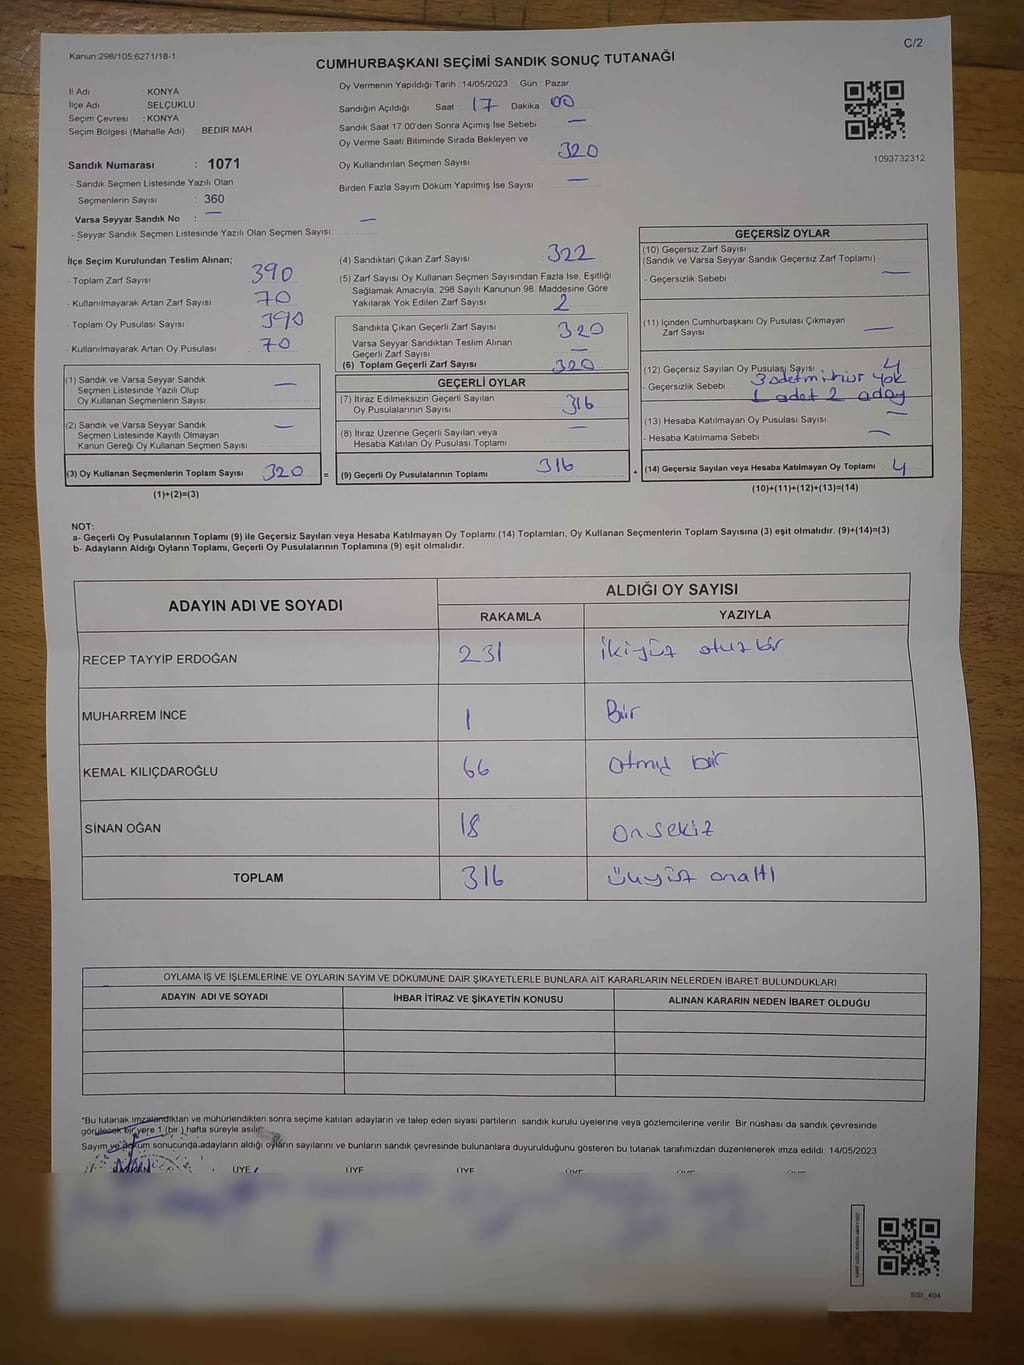 Kanun:298/105;6271/18-1
C/2
CUMHURBAŞKANI SEÇİMİ SANDIK SONUÇ TUTANAĞI
İl Adı : KONYA
İlçe Adı SELÇUKLU
Seçim Çevresi : KONYA
Seçim Bölgesi (Mahalle Adı) : BEDIR MAH
Sandık Numarası : 1071
- Sandık Seçmen Listesinde Yazılı Olan
Seçmenlerin Sayısı : 360
Varsa Seyyar Sandık No : —
- Seyyar Sandık Seçmen Listesinde Yazılı Olan Seçmen Sayısı: —
Oy Vermenin Yapıldığı Tarih : 14/05/2023 Gün : Pazar
Sandığın Açıldığı Saat : 17 Dakika : 00
Sandık Saat 17:00'den Sonra Açımış İse Sebebi : —
Oy Verme Saati Bitiminde Sırada Bekleyen ve
Oy Kullandırılan Seçmen Sayısı : 320
Birden Fazla Sayım Döküm Yapılmış İse Sayısı : —
1093732312
İlçe Seçim Kurulundan Teslim Alınan;
- Toplam Zarf Sayısı : 390
- Kullanılmayarak Artan Zarf Sayısı : 70
- Toplam Oy Pusulası Sayısı : 390
- Kullanılmayarak Artan Oy Pusulası : 70
(1) Sandık ve Varsa Seyyar Sandık
Seçmen Listesinde Yazılı Olup
Oy Kullanan Seçmenlerin Sayısı —
(2) Sandık ve Varsa Seyyar Sandık
Seçmen Listesinde Kayıtlı Olmayan
Kanun Gereği Oy Kullanan Seçmen Sayısı —
(3) Oy Kullanan Seçmenlerin Toplam Sayısı 320 =
(1)+(2)=(3)
(4) Sandıktan Çıkan Zarf Sayısı : 322
(5) Zarf Sayısı Oy Kullanan Seçmen Sayısından Fazla İse, Eşitliği
Sağlamak Amacıyla, 298 Sayılı Kanunun 98. Maddesine Göre
Yakılarak Yok Edilen Zarf Sayısı : 2
Sandıkta Çıkan Geçerli Zarf Sayısı : 320
Varsa Seyyar Sandıktan Teslim Alınan
Geçerli Zarf Sayısı : —
(6) Toplam Geçerli Zarf Sayısı : 320
GEÇERLİ OYLAR
(7) İtiraz Edilmeksizin Geçerli Sayılan
Oy Pusulalarının Sayısı : 316
(8) İtiraz Üzerine Geçerli Sayılan veya
Hesaba Katılan Oy Pusulası Toplamı : —
(9) Geçerli Oy Pusulalarının Toplamı : 316 +
GEÇERSİZ OYLAR
(10) Geçersiz Zarf Sayısı
(Sandık ve Varsa Seyyar Sandık Geçersiz Zarf Toplamı)
- Geçersizlik Sebebi : —
(11) İçinden Cumhurbaşkanı Oy Pusulası Çıkmayan
Zarf Sayısı : —
(12) Geçersiz Sayılan Oy Pusulası Sayısı : 4
- Geçersizlik Sebebi : 3 adet mühür yok
1 adet 2 aday
(13) Hesaba Katılmayan Oy Pusulası Sayısı : —
- Hesaba Katılmama Sebebi : —
(14) Geçersiz Sayılan veya Hesaba Katılmayan Oy Toplamı : 4
(10)+(11)+(12)+(13)=(14)
NOT:
a- Geçerli Oy Pusulalarının Toplamı (9) ile Geçersiz Sayılan veya Hesaba Katılmayan Oy Toplamı (14) Toplamları, Oy Kullanan Seçmenlerin Toplam Sayısına (3) eşit olmalıdır. (9)+(14)=(3)
b- Adayların Aldığı Oyların Toplamı, Geçerli Oy Pusulalarının Toplamına (9) eşit olmalıdır.
ADAYIN ADI VE SOYADI
ALDIĞI OY SAYISI
RAKAMLA YAZIYLA
RECEP TAYYİP ERDOĞAN 231 ikiyüz otuz bir
MUHARREM İNCE 1 Bir
KEMAL KILIÇDAROĞLU 66 atmış bir
SİNAN OĞAN 18 onsekiz
TOPLAM 316 üüyüz onaltı
OYLAMA İŞ VE İŞLEMLERİNE VE OYLARIN SAYIM VE DÖKÜMÜNE DAİR ŞİKAYETLERLE BUNLARA AİT KARARLARIN NELERDEN İBARET BULUNDUKLARI
ADAYIN ADI VE SOYADI İHBAR İTİRAZ VE ŞİKAYETİN KONUSU ALINAN KARARIN NEDEN İBARET OLDUĞU
*Bu tutanak imzalandıktan ve mühürlendikten sonra seçime katılan adayların ve talep eden siyasi partilerin sandık kurulu üyelerine veya gözlemcilerine verilir. Bir nüshası da sandık çevresinde
görülecek bir yere 1 (bir ) hafta süreyle asılır.
Sayım ve döküm sonucunda adayların aldığı oyların sayılarını ve bunların sandık çevresinde bulunanlara duyurulduğunu gösteren bu tutanak tarafımızdan düzenlenerek imza edildi. 14/05/2023
BAŞKAN ÜYE ÜYE ÜYE ÜYE ÜYE ÜYE